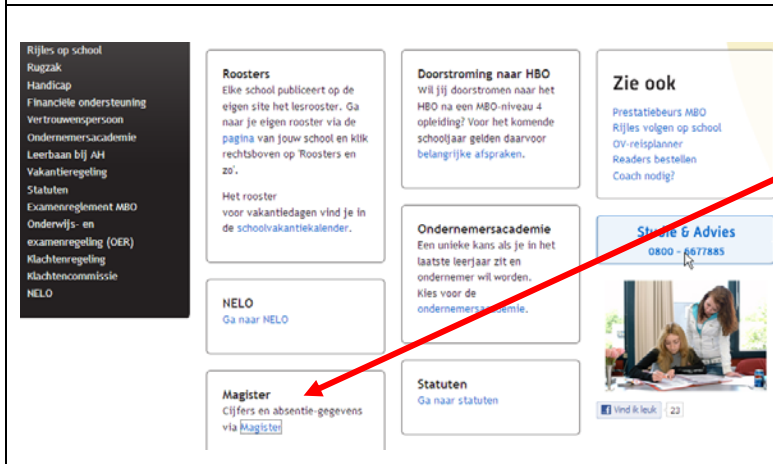 Rijles op school
Rugzak
Handicap
Financiële ondersteuning
Vertrouwenspersoon
Ondernemersacademie
Leerbaan bij AH
Vakantieregeling
Statuten
Examenreglement MBO
Onderwijs- en
examenregeling (OER)
Klachtenregeling
Klachtencommissie
NELO
Roosters
Elke school publiceert op de
eigen site het lesrooster. Ga
naar je eigen rooster via de
pagina van jouw school en klik
rechtsboven op 'Roosters en
zo'.
Het rooster
voor vakantiedagen vind je in
de schoolvakantiekalender.
NELO
Ga naar NELO
Magister
Cijfers en absentie-gegevens
via Magister
Doorstroming naar HBO
Wil jij doorstromen naar het
HBO na een MBO-niveau 4
opleiding? Voor het komende
schooljaar gelden daarvoor
belangrijke afspraken.
Ondernemersacademie
Een unieke kans als je in het
laatste leerjaar zit en
ondernemer wil worden.
Kies voor de
ondernemersacademie.
Statuten
Ga naar statuten
Zie ook
Prestatiebeurs MBO
Rijles volgen op school
OV-reisplanner
Readers bestellen
Coach nodig?
Studie & Advies
0800 - 6677885
Vind ik leuk 23